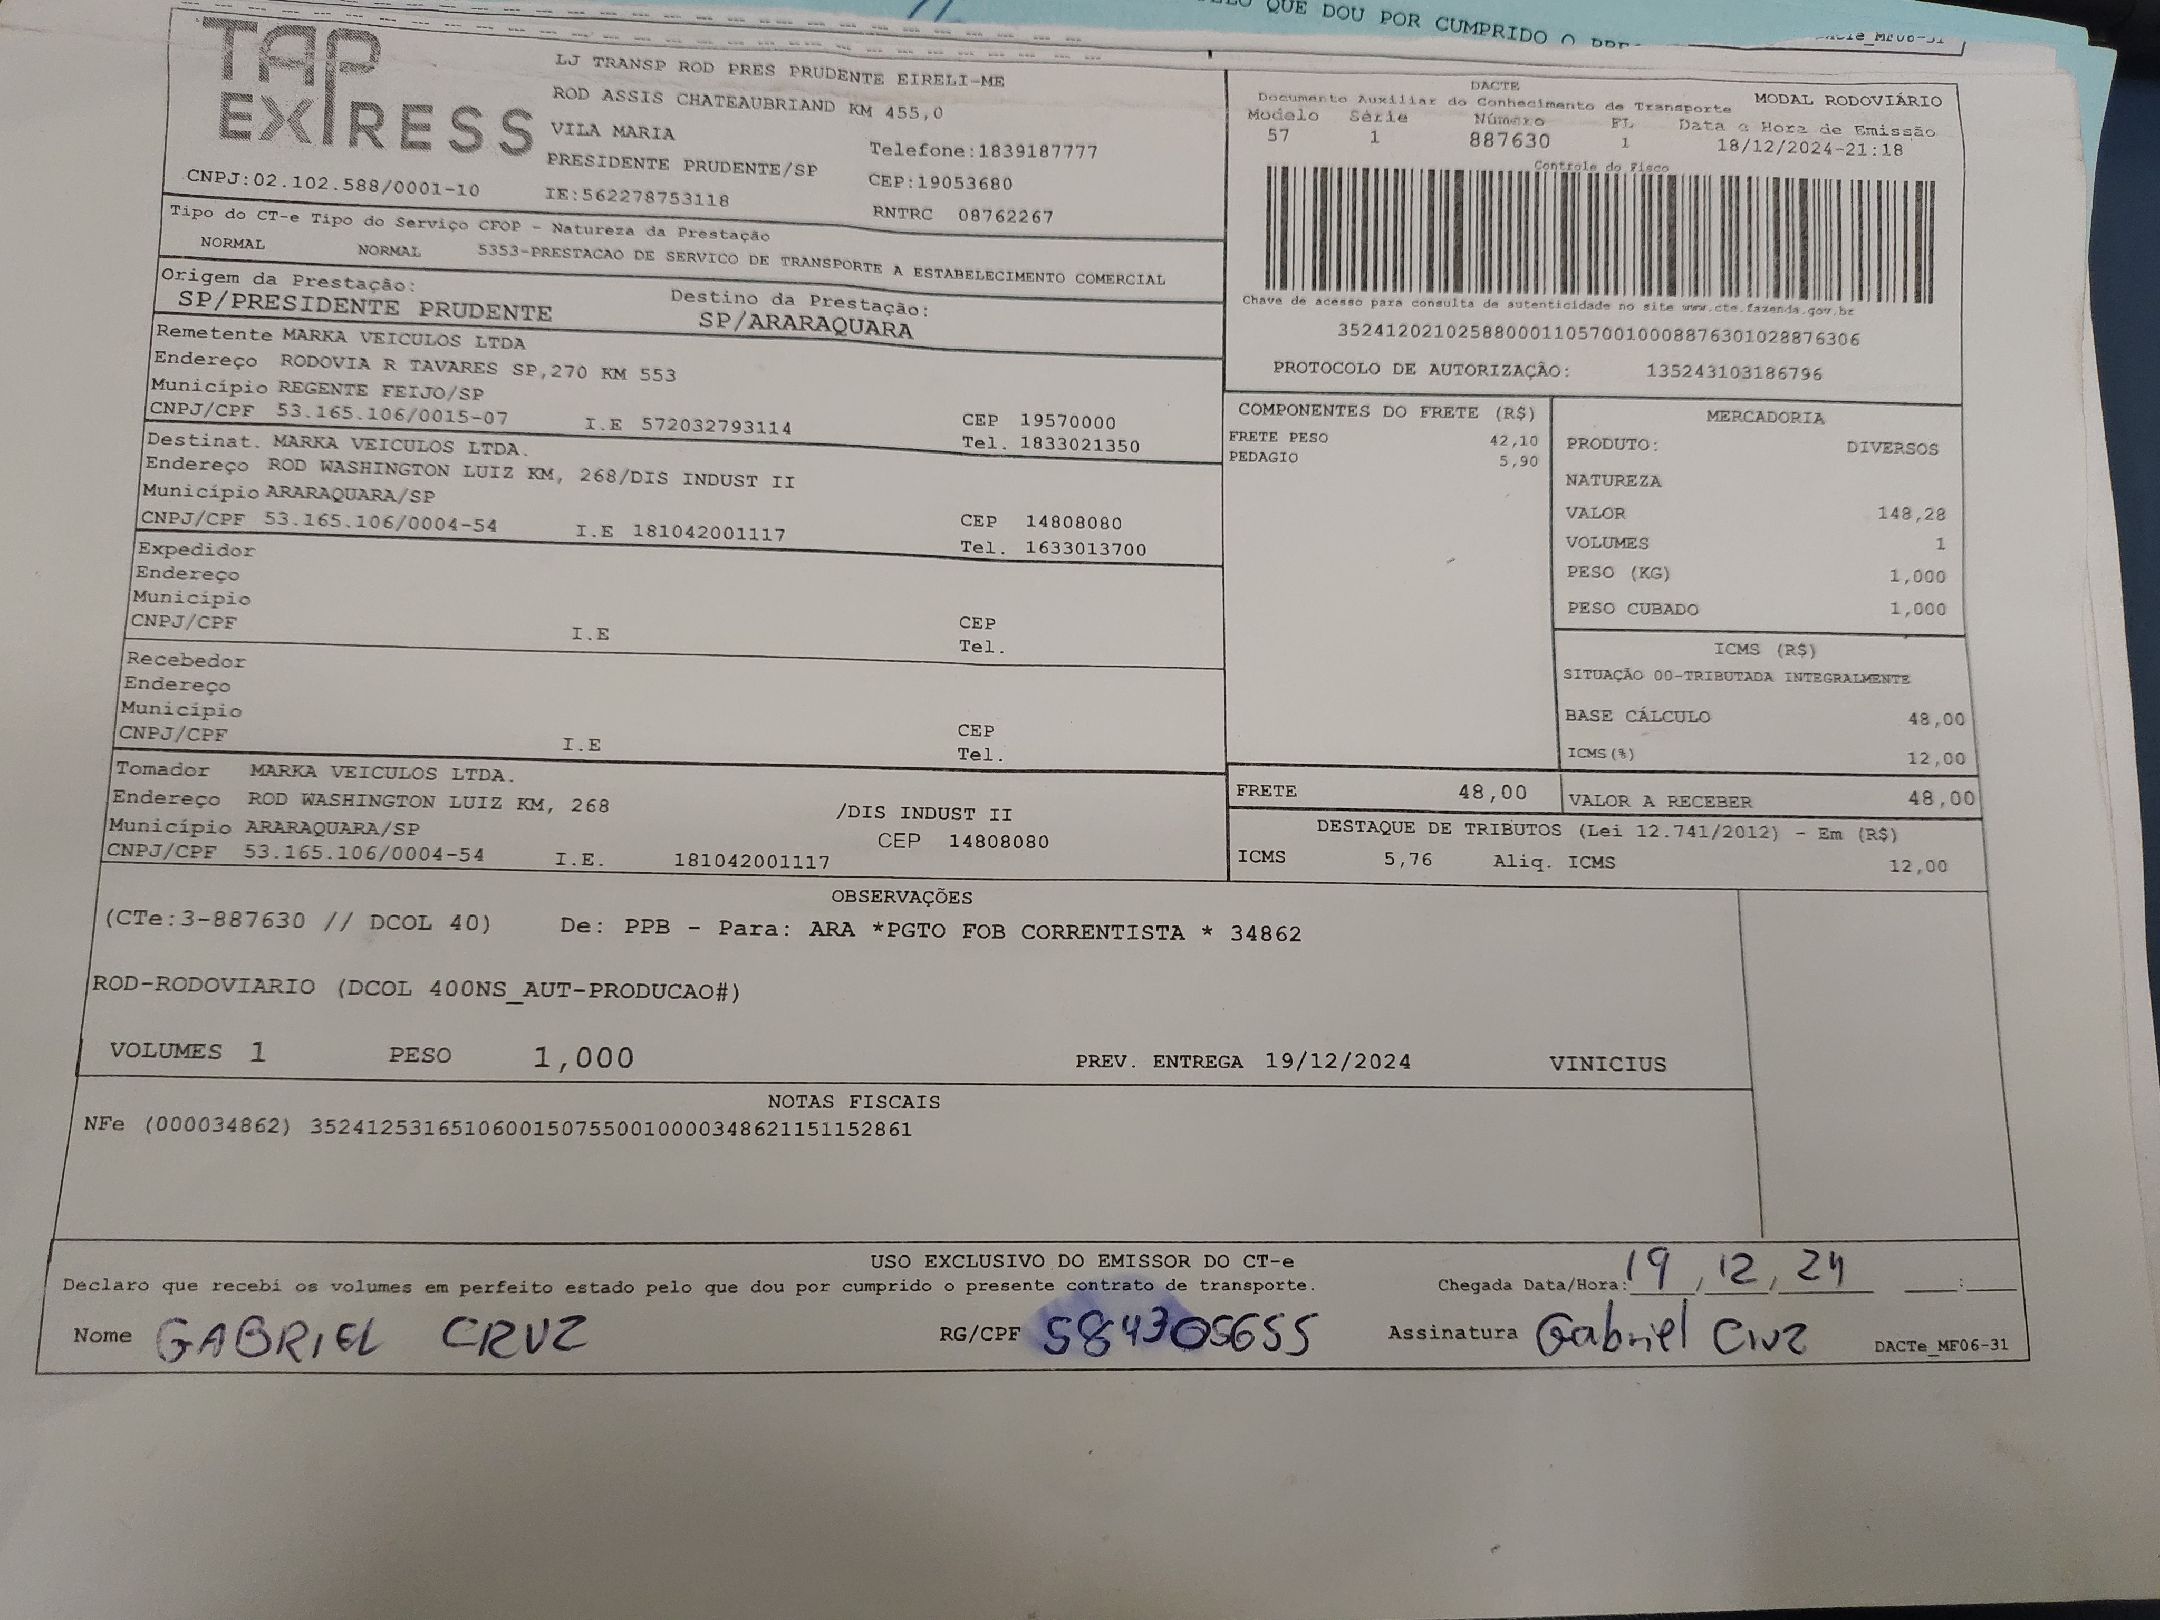 QUE DOU POR CUMPRIDO O
TAP
EXPRESS
LJ TRANSP ROD PRES PRUDENTE EIRELI-ME
ROD ASSIS CHATEAUBRIAND KM 455,0
VILA MARIA
Telefone:1839187777
PRESIDENTE PRUDENTE/SP
CEP:19053680
CNPJ:02.102.588/0001-10
IE:562278753118
RNTRC 08762267
DACTE
Documento Auxiliar do Conhecimento de Transporte
MODAL RODOVIÁRIO
Modelo Série Número FL Data e Hora de Emissão
57 1 887630 1 18/12/2024-21:18
Controle do Fisco
Chave de acesso para consulta de autenticidade no site www.cte.fazenda.gov.br
35241202102588000110570010008876301028876306
PROTOCOLO DE AUTORIZAÇÃO: 135243103186796
Tipo do CT-e Tipo do Serviço CFOP - Natureza da Prestação
NORMAL NORMAL 5353-PRESTACAO DE SERVICO DE TRANSPORTE A ESTABELECIMENTO COMERCIAL
Origem da Prestação:
SP/PRESIDENTE PRUDENTE
Destino da Prestação:
SP/ARARAQUARA
Remetente MARKA VEICULOS LTDA
Endereço RODOVIA R TAVARES SP,270 KM 553
Município REGENTE FEIJO/SP
CEP 19570000
CNPJ/CPF 53.165.106/0015-07 I.E 572032793114
Tel. 1833021350
Destinat. MARKA VEICULOS LTDA.
Endereço ROD WASHINGTON LUIZ KM, 268/DIS INDUST II
Município ARARAQUARA/SP
CEP 14808080
CNPJ/CPF 53.165.106/0004-54 I.E 181042001117
Tel. 1633013700
Expedidor
Endereço
Município
CEP
CNPJ/CPF I.E
Tel.
Recebedor
Endereço
Município
CEP
CNPJ/CPF I.E
Tel.
Tomador MARKA VEICULOS LTDA.
Endereço ROD WASHINGTON LUIZ KM, 268 /DIS INDUST II
Município ARARAQUARA/SP CEP 14808080
CNPJ/CPF 53.165.106/0004-54 I.E. 181042001117
COMPONENTES DO FRETE (R$)
FRETE PESO 42,10
PEDAGIO 5,90
MERCADORIA
PRODUTO: DIVERSOS
NATUREZA
VALOR 148,28
VOLUMES 1
PESO (KG) 1,000
PESO CUBADO 1,000
ICMS (R$)
SITUAÇÃO 00-TRIBUTADA INTEGRALMENTE
BASE CÁLCULO 48,00
ICMS(%) 12,00
FRETE 48,00
VALOR A RECEBER 48,00
DESTAQUE DE TRIBUTOS (Lei 12.741/2012) - Em (R$)
ICMS 5,76 Aliq. ICMS 12,00
OBSERVAÇÕES
(CTe:3-887630 // DCOL 40) De: PPB - Para: ARA *PGTO FOB CORRENTISTA * 34862
ROD-RODOVIARIO (DCOL 400NS_AUT-PRODUCAO#)
VOLUMES 1 PESO 1,000 PREV. ENTREGA 19/12/2024 VINICIUS
NOTAS FISCAIS
NFe (000034862) 35241253165106001507550010000348621151152861
USO EXCLUSIVO DO EMISSOR DO CT-e
Declaro que recebi os volumes em perfeito estado pelo que dou por cumprido o presente contrato de transporte.
Chegada Data/Hora: 19/12/24 :
Nome GABRIEL CRUZ RG/CPF 584305655 Assinatura Gabriel Cruz
DACTe_MF06-31